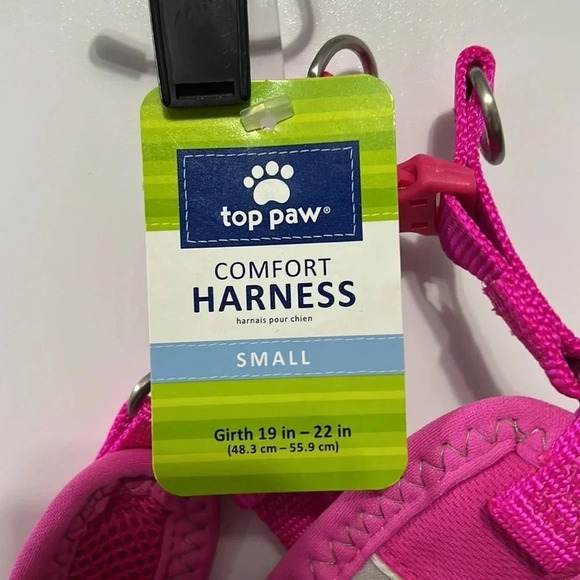 top paw®
COMFORT
HARNESS
harnais pour chien
SMALL
Girth 19 in – 22 in
(48.3 cm – 55.9 cm)